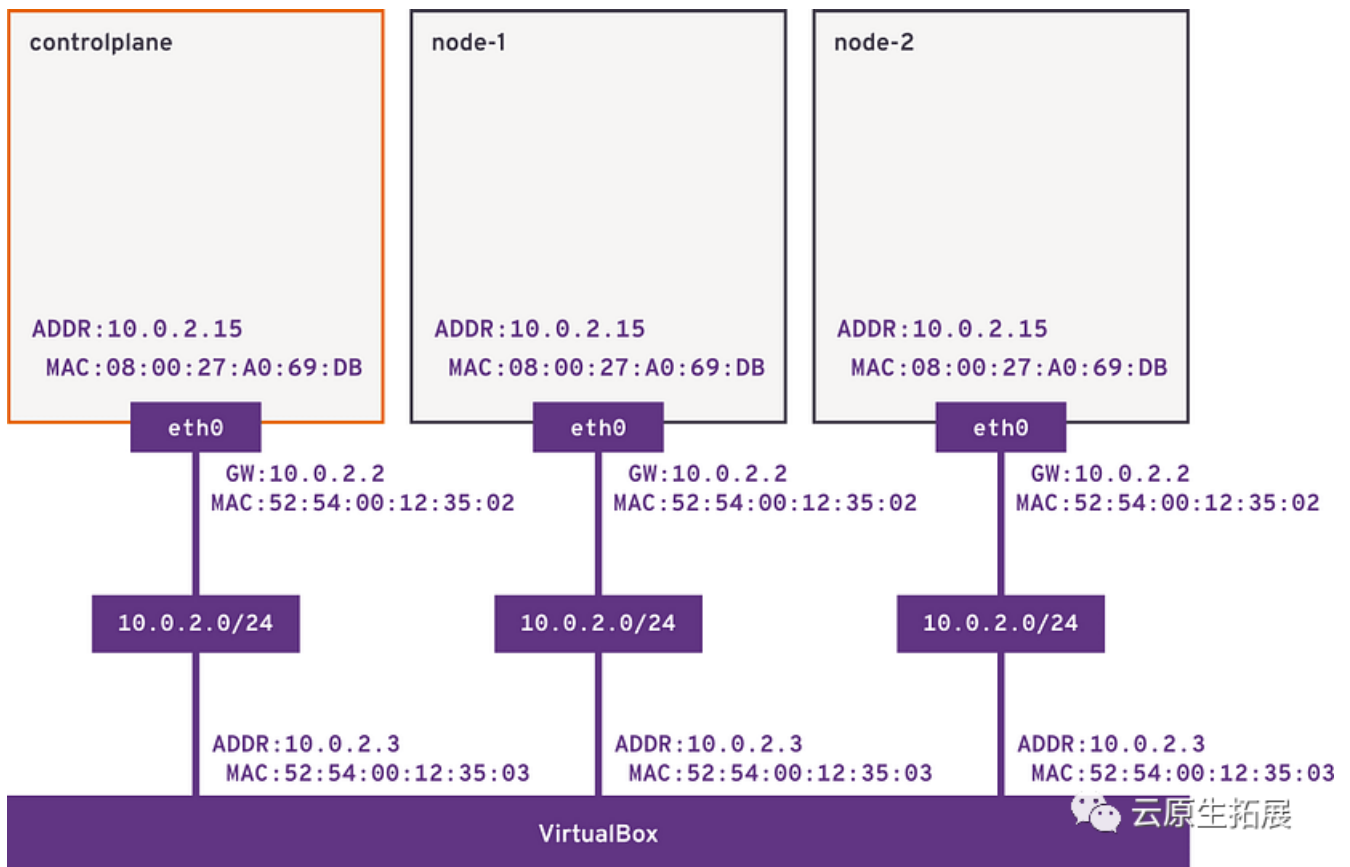 controlplane
ADDR:10.0.2.15
MAC:08:00:27:A0:69:DB
eth0
GW:10.0.2.2
MAC:52:54:00:12:35:02
10.0.2.0/24
ADDR:10.0.2.3
MAC:52:54:00:12:35:03
node-1
ADDR:10.0.2.15
MAC:08:00:27:A0:69:DB
eth0
GW:10.0.2.2
MAC:52:54:00:12:35:02
10.0.2.0/24
ADDR:10.0.2.3
MAC:52:54:00:12:35:03
node-2
ADDR:10.0.2.15
MAC:08:00:27:A0:69:DB
eth0
GW:10.0.2.2
MAC:52:54:00:12:35:02
10.0.2.0/24
ADDR:10.0.2.3
MAC:52:54:00:12:35:03
VirtualBox
云原生拓展